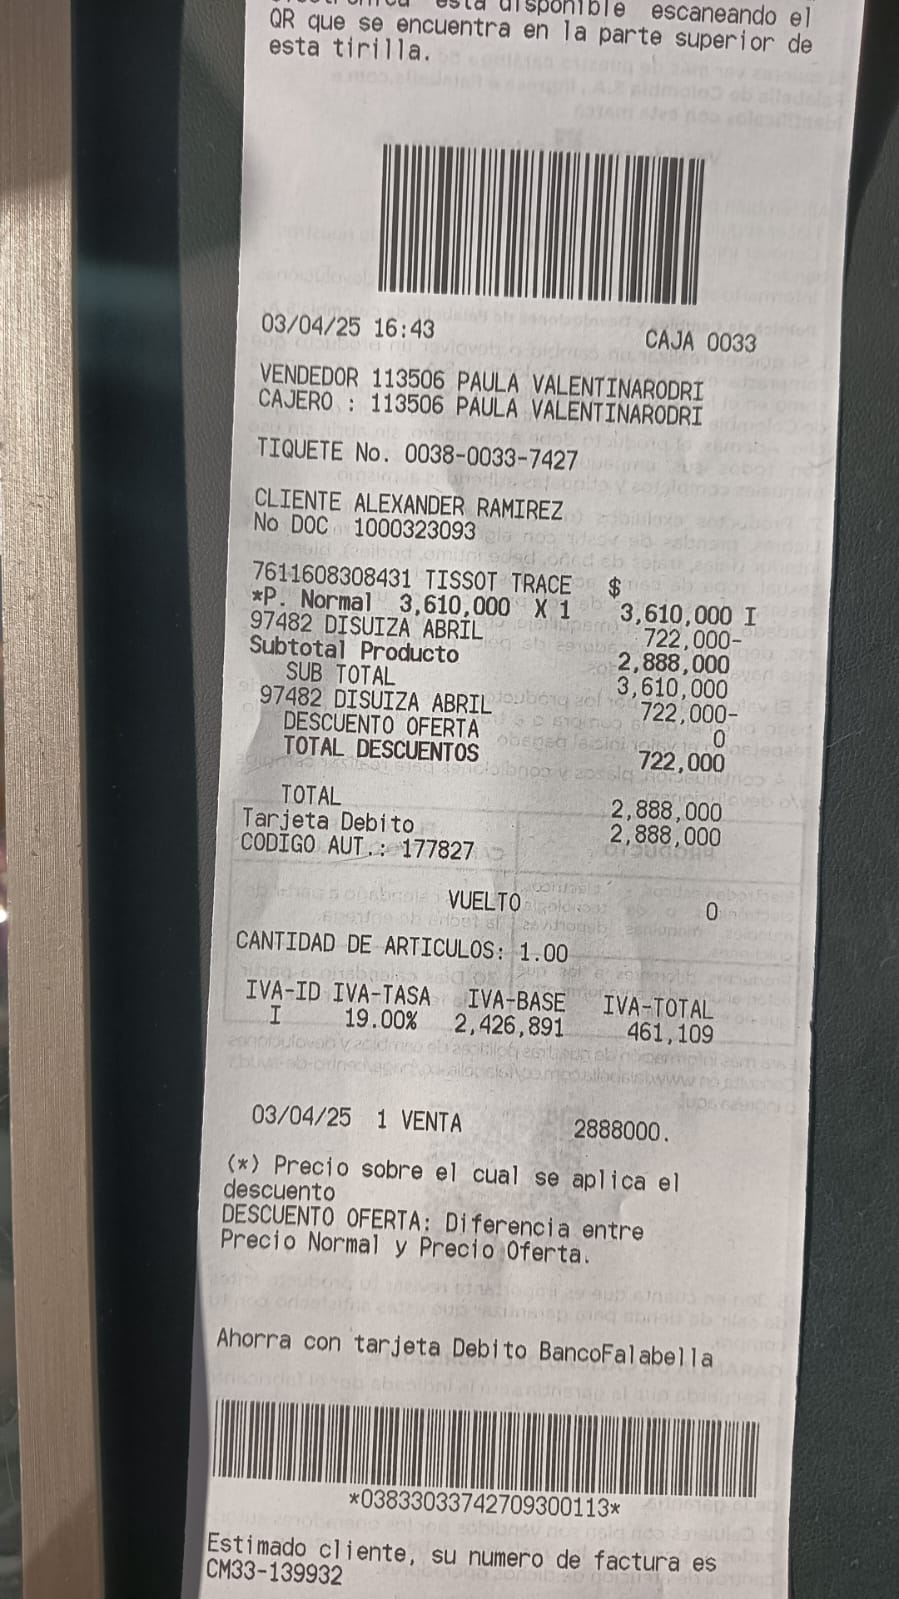 está disponible escaneando el
QR que se encuentra en la parte superior de
esta tirilla.
03/04/25 16:43 CAJA 0033
VENDEDOR 113506 PAULA VALENTINARODRI
CAJERO : 113506 PAULA VALENTINARODRI
TIQUETE No. 0038-0033-7427
CLIENTE ALEXANDER RAMIREZ
No DOC 1000323093
7611608308431 TISSOT TRACE $
*P. Normal 3,610,000 X 1 3,610,000 I
97482 DISUIZA ABRIL 722,000-
Subtotal Producto 2,888,000
SUB TOTAL 3,610,000
97482 DISUIZA ABRIL 722,000-
DESCUENTO OFERTA 0
TOTAL DESCUENTOS 722,000
TOTAL 2,888,000
Tarjeta Debito 2,888,000
CODIGO AUT.: 177827
VUELTO 0
CANTIDAD DE ARTICULOS: 1.00
IVA-ID IVA-TASA IVA-BASE IVA-TOTAL
I 19.00% 2,426,891 461,109
03/04/25 1 VENTA 2888000.
(*) Precio sobre el cual se aplica el
descuento
DESCUENTO OFERTA: Diferencia entre
Precio Normal y Precio Oferta.
Ahorra con tarjeta Debito BancoFalabella
*03833033742709300113*
Estimado cliente, su numero de factura es
CM33-139932